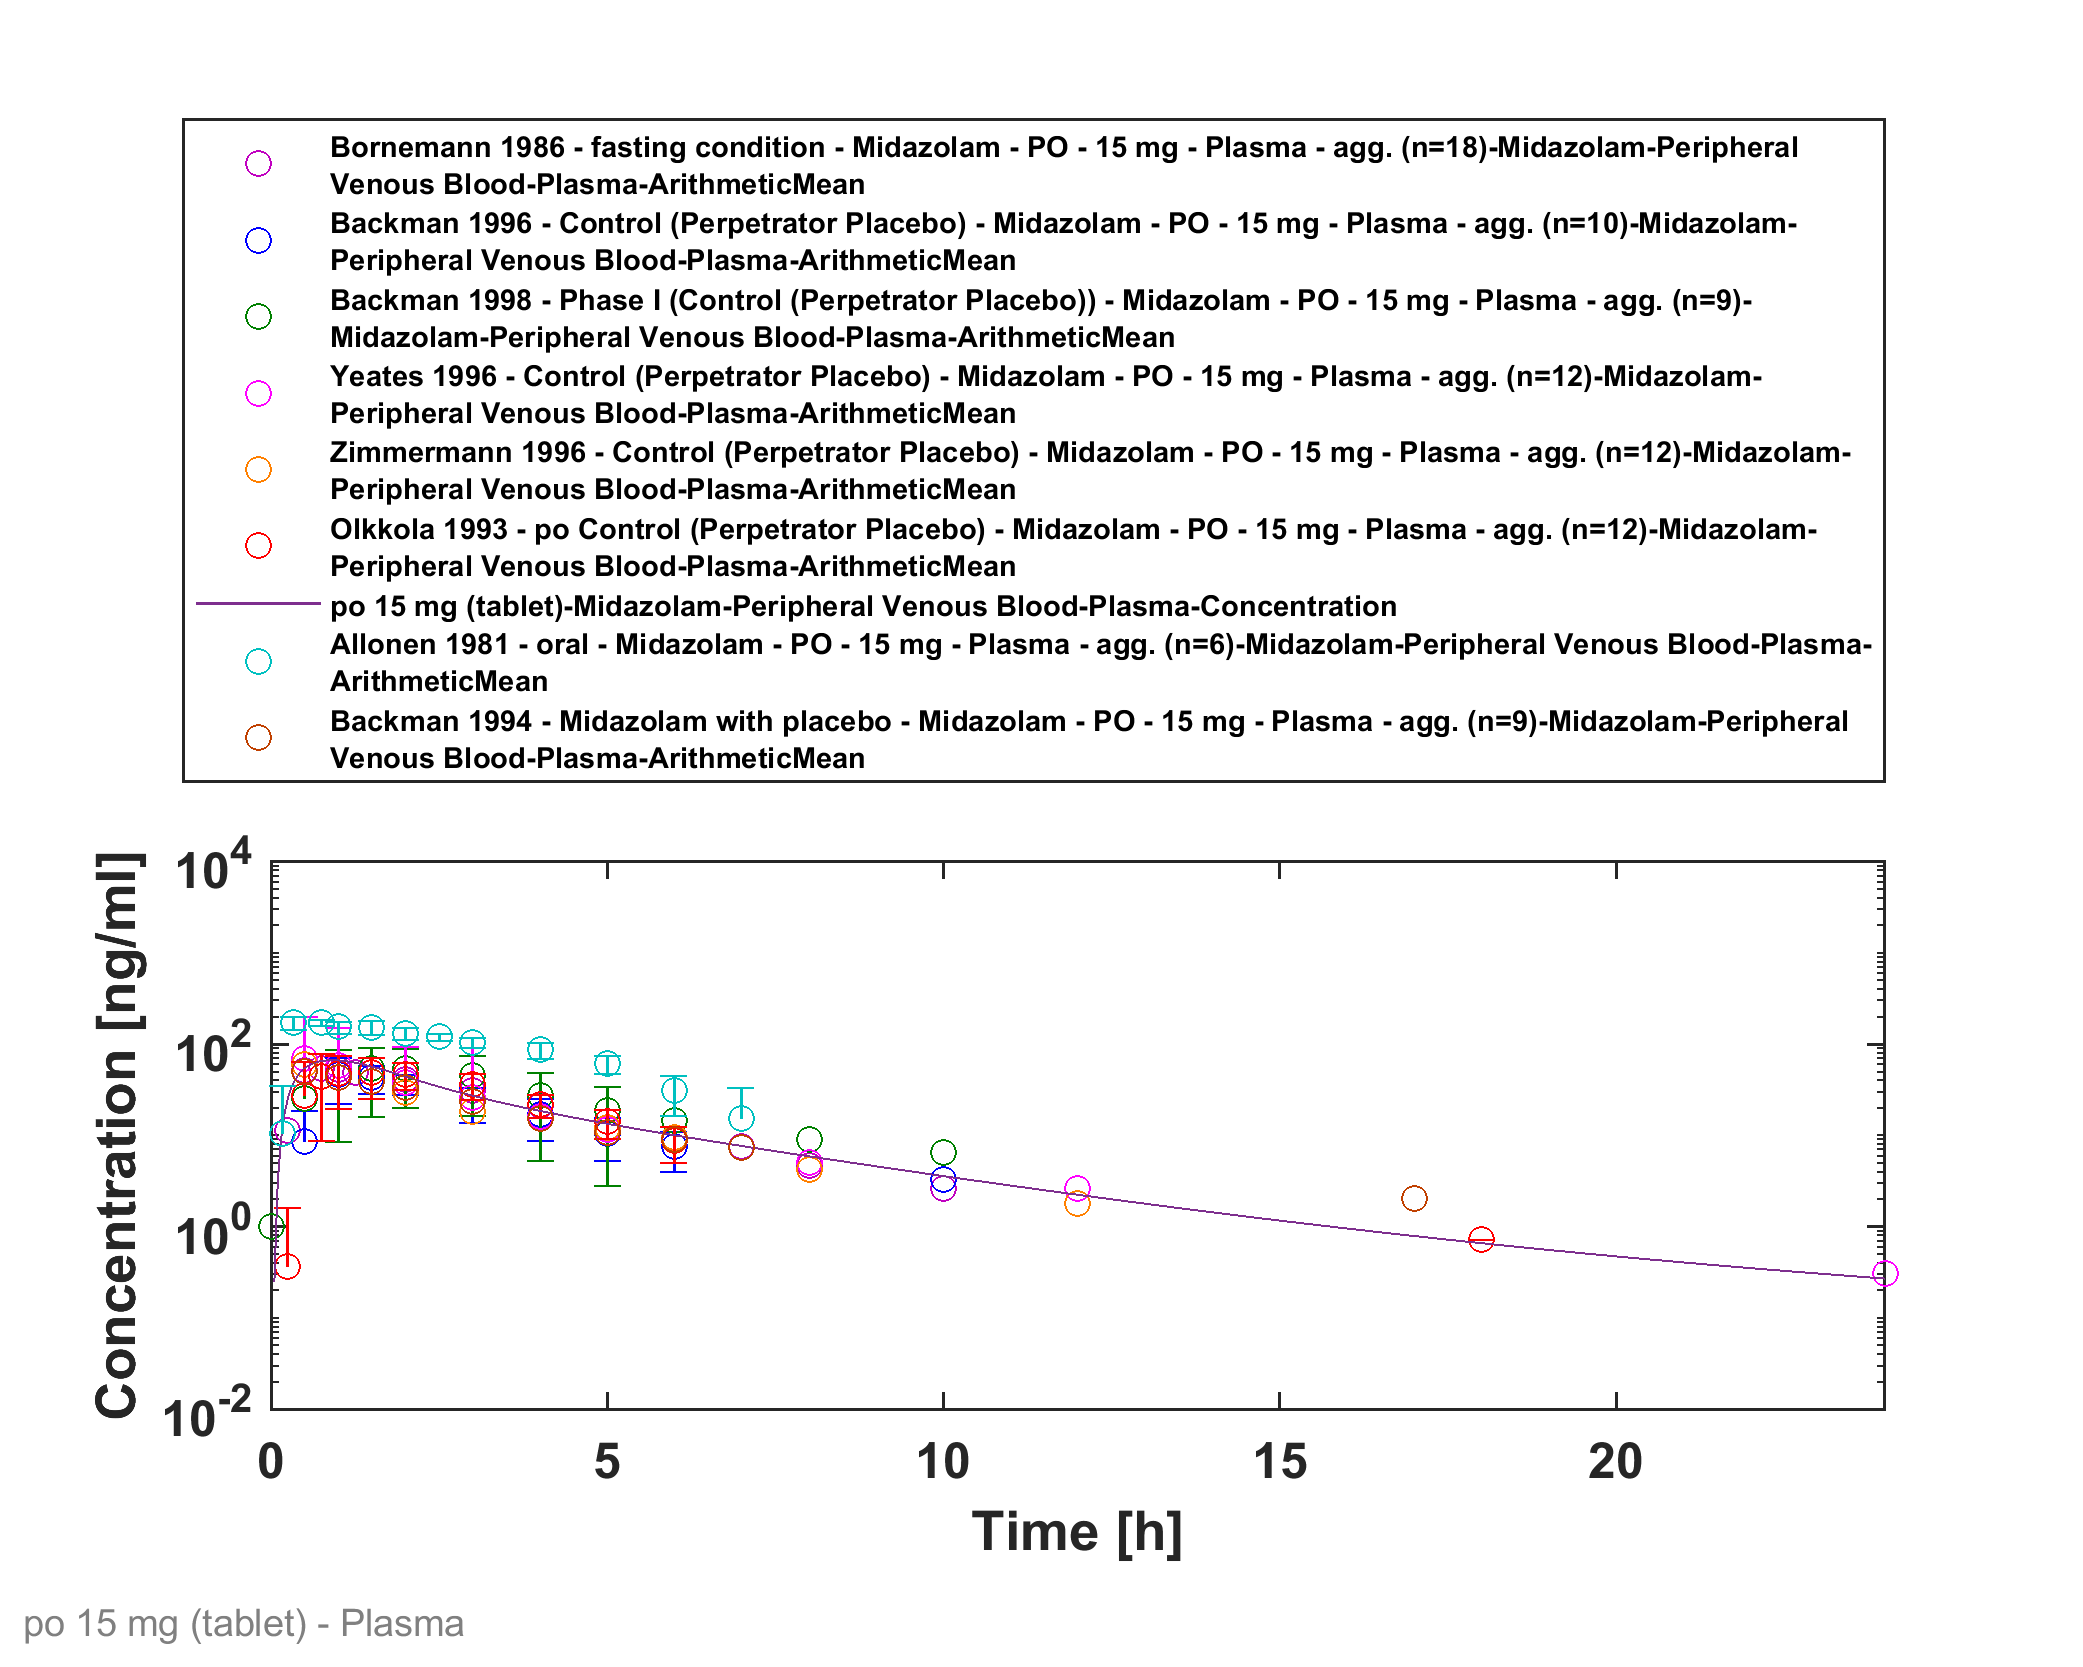 Bornemann 1986 - fasting condition - Midazolam - PO - 15 mg - Plasma - agg. (n=18)-Midazolam-Peripheral
Venous Blood-Plasma-ArithmeticMean
Backman 1996 - Control (Perpetrator Placebo) - Midazolam - PO - 15 mg - Plasma - agg. (n=10)-Midazolam-
Peripheral Venous Blood-Plasma-ArithmeticMean
Backman 1998 - Phase I (Control (Perpetrator Placebo)) - Midazolam - PO - 15 mg - Plasma - agg. (n=9)-
Midazolam-Peripheral Venous Blood-Plasma-ArithmeticMean
Yeates 1996 - Control (Perpetrator Placebo) - Midazolam - PO - 15 mg - Plasma - agg. (n=12)-Midazolam-
Peripheral Venous Blood-Plasma-ArithmeticMean
Zimmermann 1996 - Control (Perpetrator Placebo) - Midazolam - PO - 15 mg - Plasma - agg. (n=12)-Midazolam-
Peripheral Venous Blood-Plasma-ArithmeticMean
Olkkola 1993 - po Control (Perpetrator Placebo) - Midazolam - PO - 15 mg - Plasma - agg. (n=12)-Midazolam-
Peripheral Venous Blood-Plasma-ArithmeticMean
po 15 mg (tablet)-Midazolam-Peripheral Venous Blood-Plasma-Concentration
Allonen 1981 - oral - Midazolam - PO - 15 mg - Plasma - agg. (n=6)-Midazolam-Peripheral Venous Blood-Plasma-
ArithmeticMean
Backman 1994 - Midazolam with placebo - Midazolam - PO - 15 mg - Plasma - agg. (n=9)-Midazolam-Peripheral
Venous Blood-Plasma-ArithmeticMean
Concentration [ng/ml]
10^4
10^2
10^0
10^-2
0 5 10 15 20
Time [h]
po 15 mg (tablet) - Plasma